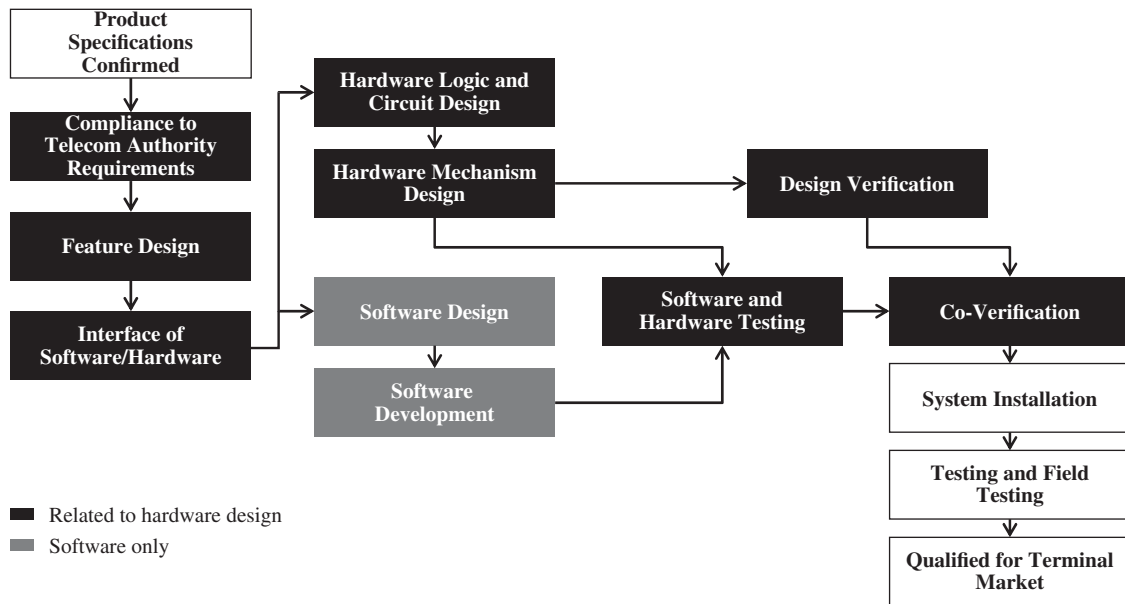 Product
Specifications
Confirmed
Compliance to
Telecom Authority
Requirements
Feature Design
Interface of
Software/Hardware
Hardware Logic and
Circuit Design
Hardware Mechanism
Design
Software Design
Software
Development
Design Verification
Software and
Hardware Testing
Co-Verification
System Installation
Testing and Field
Testing
Qualified for Terminal
Market
Related to hardware design
Software only